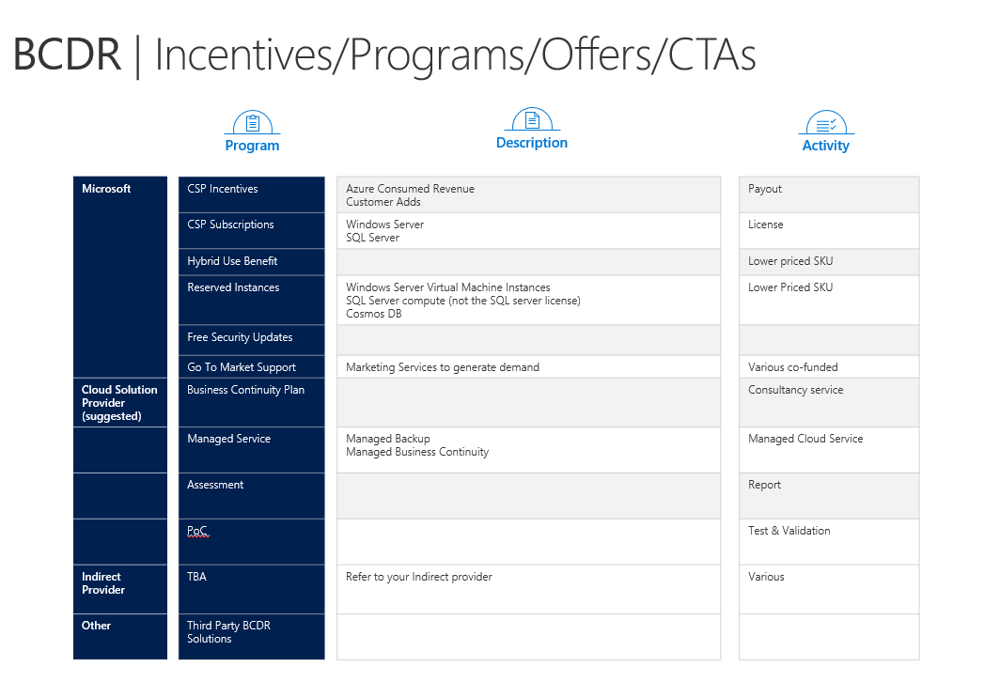 BCDR | Incentives/Programs/Offers/CTAs
Program
Description
Activity
Microsoft
CSP Incentives
Azure Consumed Revenue
Customer Adds
Payout
CSP Subscriptions
Windows Server
SQL Server
License
Hybrid Use Benefit
Lower priced SKU
Reserved Instances
Windows Server Virtual Machine Instances
SQL Server compute (not the SQL server license)
Cosmos DB
Lower Priced SKU
Free Security Updates
Go To Market Support
Marketing Services to generate demand
Various co-funded
Cloud Solution
Provider
(suggested)
Business Continuity Plan
Consultancy service
Managed Service
Managed Backup
Managed Business Continuity
Managed Cloud Service
Assessment
Report
PoC
Test & Validation
Indirect
Provider
TBA
Refer to your Indirect provider
Various
Other
Third Party BCDR
Solutions